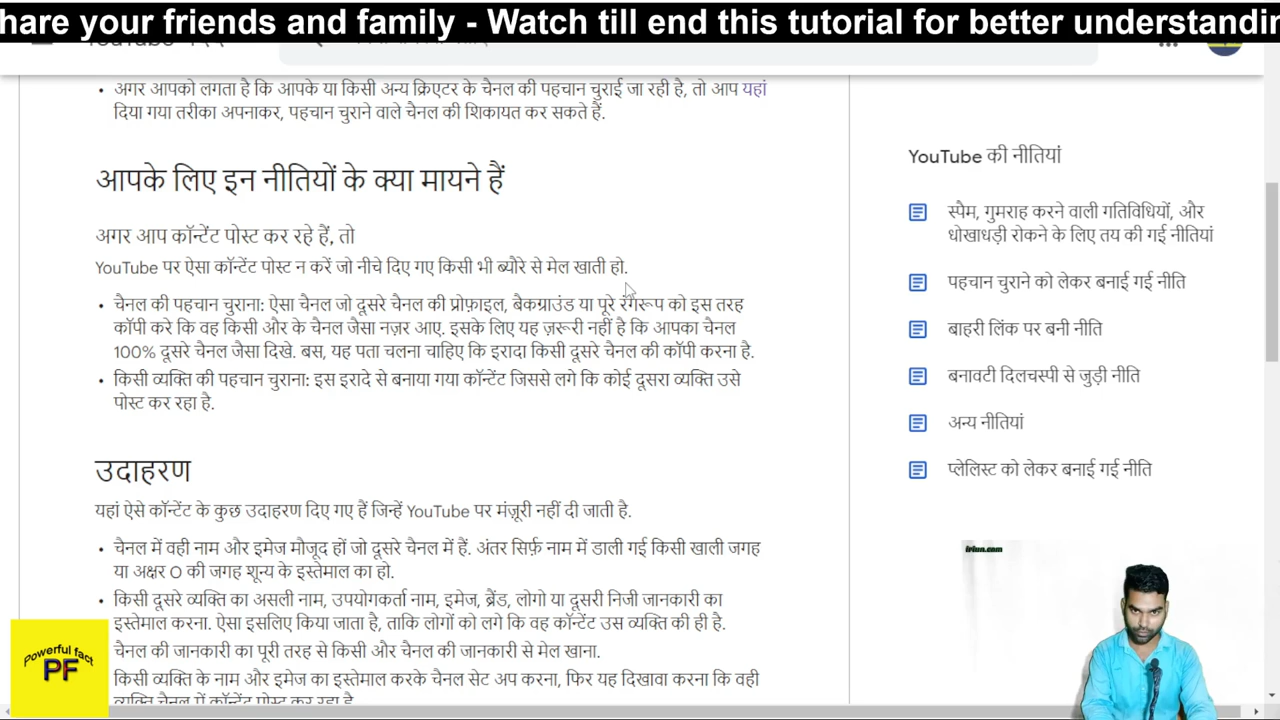 hare your friends and family - Watch till end this tutorial for better understandin
अगर आपको लगता है कि आपके या किसी अन्य क्रिएटर के चैनल की पहचान चुराई जा रही है, तो आप यहां
दिया गया तरीका अपनाकर, पहचान चुराने वाले चैनल की शिकायत कर सकते हैं.
आपके लिए इन नीतियों के क्या मायने हैं
अगर आप कॉन्टेंट पोस्ट कर रहे हैं, तो
YouTube पर ऐसा कॉन्टेंट पोस्ट न करें जो नीचे दिए गए किसी भी ब्यौरे से मेल खाती हो.
• चैनल की पहचान चुराना: ऐसा चैनल जो दूसरे चैनल की प्रोफ़ाइल, बैकग्राउंड या पूरे रंगरूप को इस तरह
कॉपी करे कि वह किसी और के चैनल जैसा नज़र आए. इसके लिए यह ज़रूरी नहीं है कि आपका चैनल
100% दूसरे चैनल जैसा दिखे. बस, यह पता चलना चाहिए कि इरादा किसी दूसरे चैनल की कॉपी करना है.
• किसी व्यक्ति की पहचान चुराना: इस इरादे से बनाया गया कॉन्टेंट जिससे लगे कि कोई दूसरा व्यक्ति उसे
पोस्ट कर रहा है.
उदाहरण
यहां ऐसे कॉन्टेंट के कुछ उदाहरण दिए गए हैं जिन्हें YouTube पर मंज़ूरी नहीं दी जाती है.
• चैनल में वही नाम और इमेज मौजूद हों जो दूसरे चैनल में हैं. अंतर सिर्फ़ नाम में डाली गई किसी खाली जगह
या अक्षर O की जगह शून्य के इस्तेमाल का हो.
• किसी दूसरे व्यक्ति का असली नाम, उपयोगकर्ता नाम, इमेज, ब्रैंड, लोगो या दूसरी निजी जानकारी का
इस्तेमाल करना. ऐसा इसलिए किया जाता है, ताकि लोगों को लगे कि वह कॉन्टेंट उस व्यक्ति की ही है.
चैनल की जानकारी का पूरी तरह से किसी और चैनल की जानकारी से मेल खाना.
किसी व्यक्ति के नाम और इमेज का इस्तेमाल करके चैनल सेट अप करना, फिर यह दिखावा करना कि वही
व्यक्ति चैनल में कॉन्टेंट पोस्ट कर रहा है.
YouTube की नीतियां
स्पैम, गुमराह करने वाली गतिविधियों, और
धोखाधड़ी रोकने के लिए तय की गई नीतियां
पहचान चुराने को लेकर बनाई गई नीति
बाहरी लिंक पर बनी नीति
बनावटी दिलचस्पी से जुड़ी नीति
अन्य नीतियां
प्लेलिस्ट को लेकर बनाई गई नीति
iriun.com
Powerful fact
PF